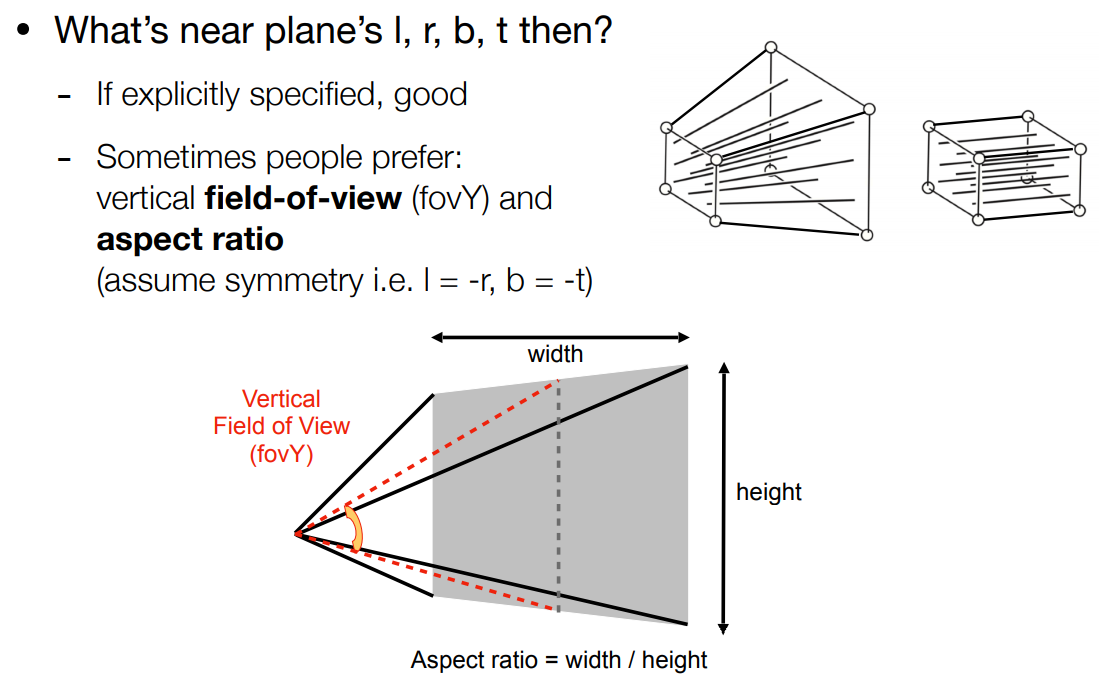 • What's near plane's l, r, b, t then?
- If explicitly specified, good
- Sometimes people prefer:
vertical field-of-view (fovY) and
aspect ratio
(assume symmetry i.e. l = -r, b = -t)
width
Vertical
Field of View
(fovY)
height
Aspect ratio = width / height